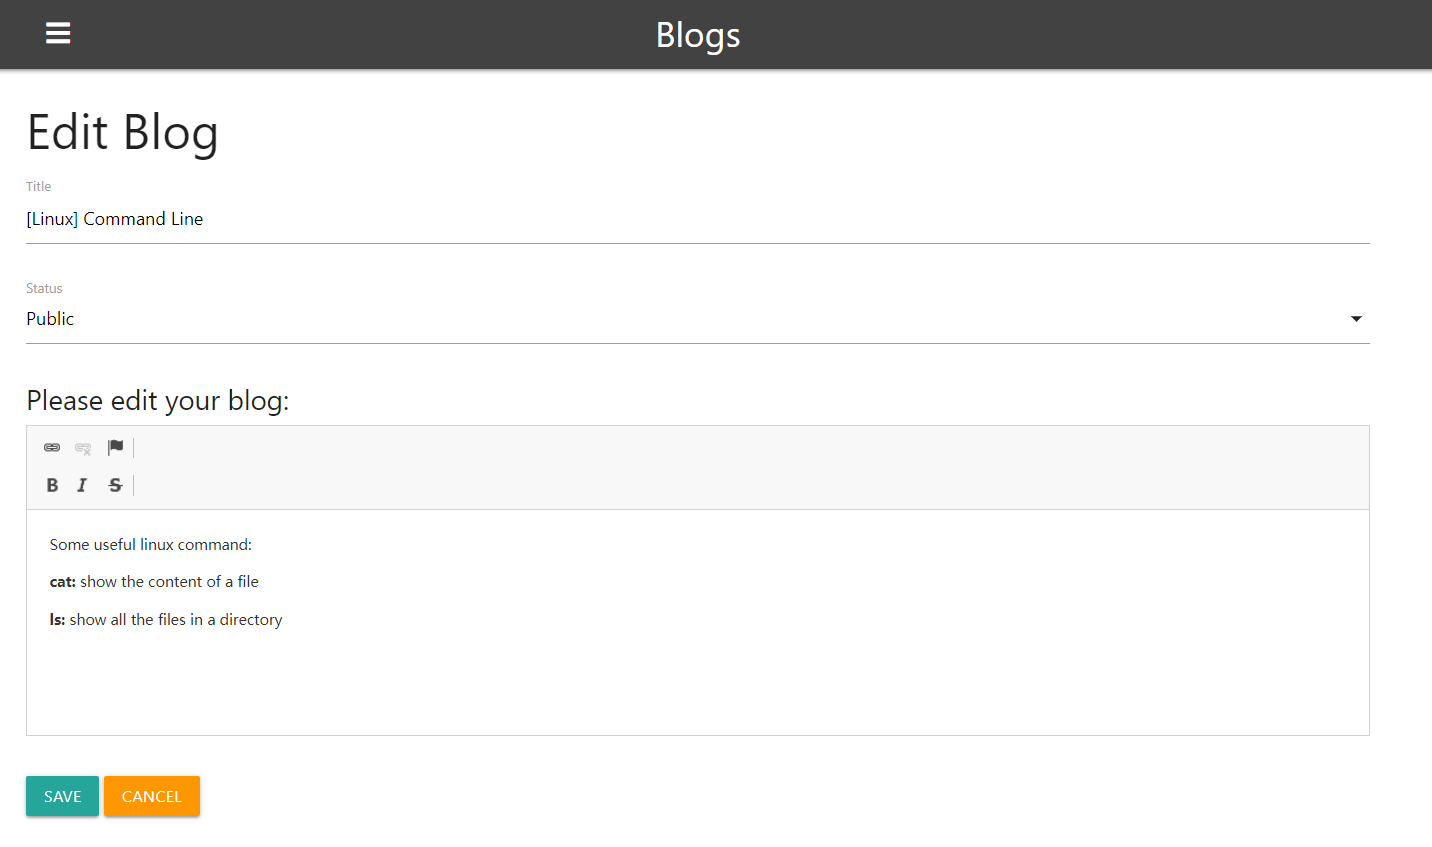 Blogs
Edit Blog
Title
[Linux] Command Line
Status
Public
Please edit your blog:
B I S
Some useful linux command:
cat: show the content of a file
ls: show all the files in a directory
SAVE CANCEL